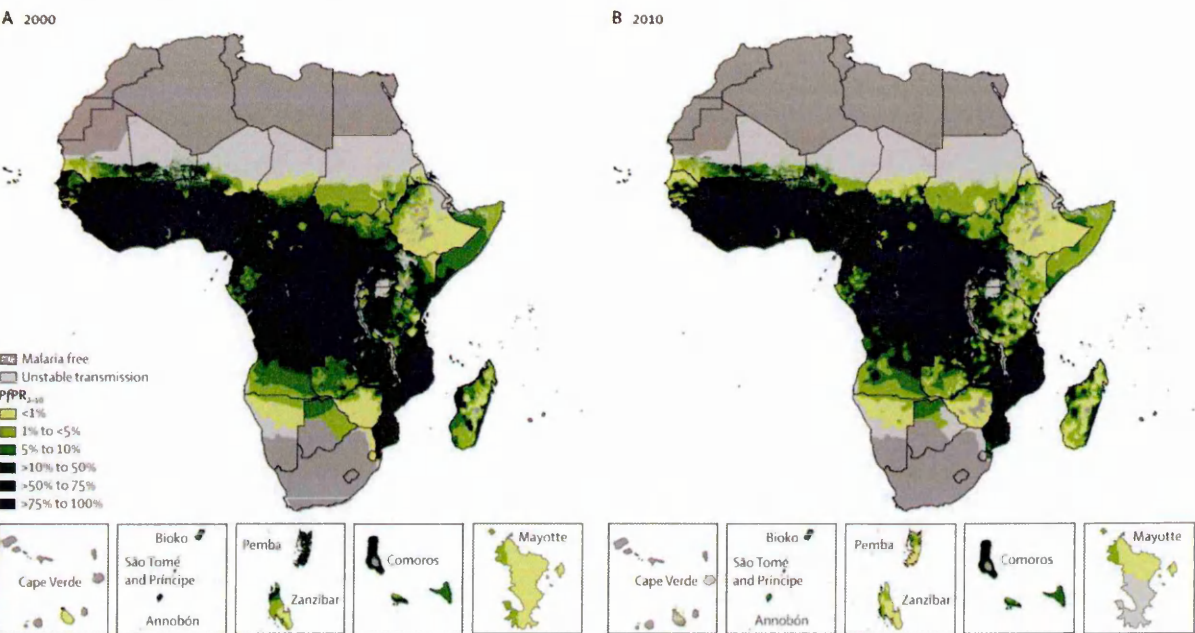 A 2000
B 2010
Malaria free
Unstable transmission
PfPR₂₋₁₀
<1%
1% to <5%
5% to 10%
>10% to 50%
>50% to 75%
>75% to 100%
Cape Verde
Bioko
São Tomé
and Príncipe
Annobón
Pemba
Zanzibar
Comoros
Mayotte
Cape Verde
Bioko
São Tomé
and Príncipe
Annobón
Pemba
Zanzibar
Comoros
Mayotte